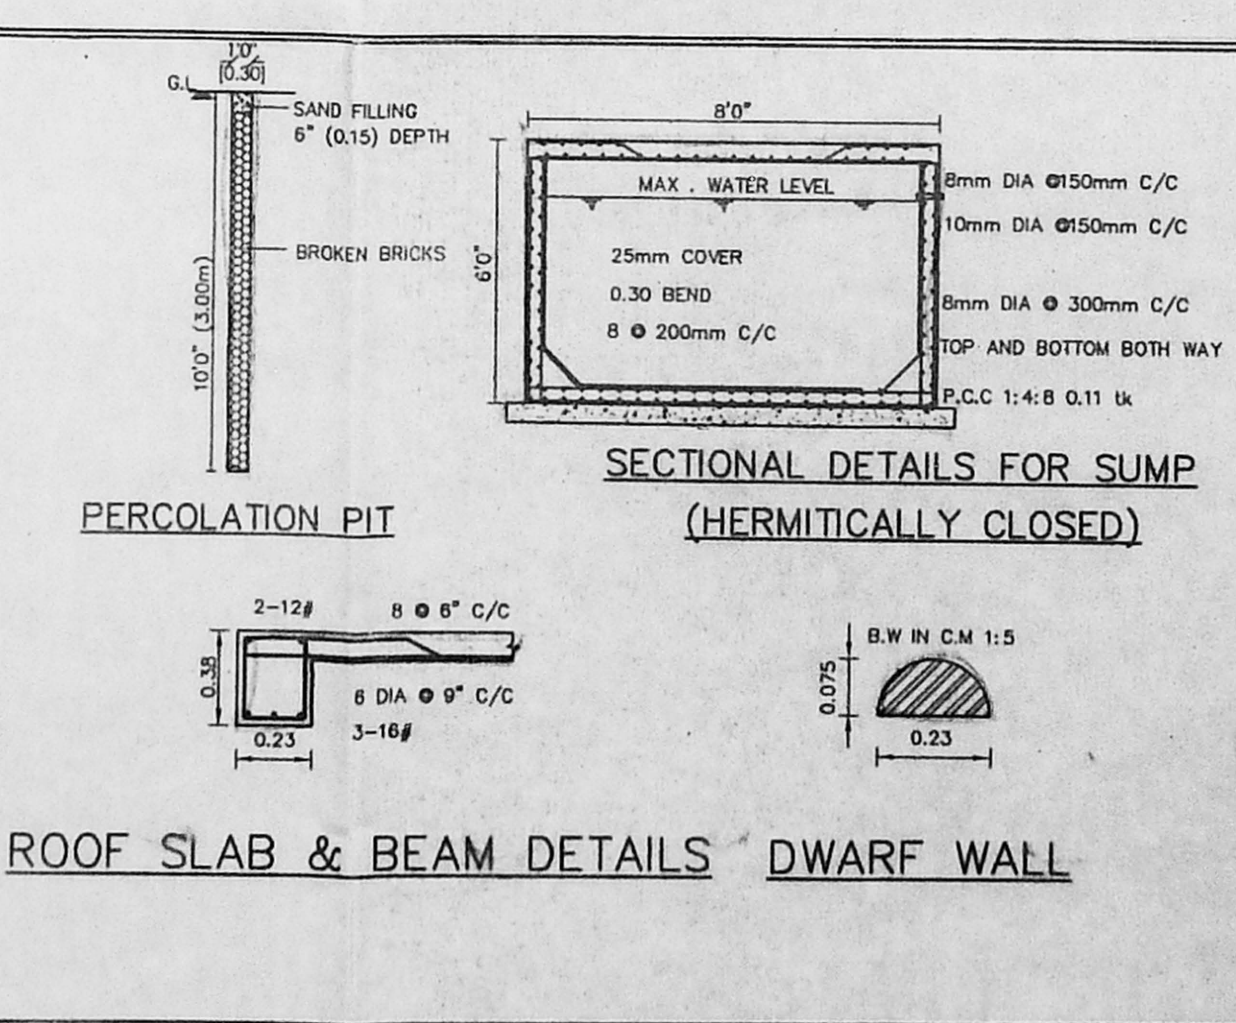 1'0"
[0.30]
G.L
SAND FILLING
6" (0.15) DEPTH
BROKEN BRICKS
10'0" (3.00m)
PERCOLATION PIT
8'0"
6'0"
MAX . WATER LEVEL
25mm COVER
0.30 BEND
8 @ 200mm C/C
8mm DIA @150mm C/C
10mm DIA @150mm C/C
8mm DIA @ 300mm C/C
TOP AND BOTTOM BOTH WAY
P.C.C 1:4:8 0.11 tk
SECTIONAL DETAILS FOR SUMP
(HERMITICALLY CLOSED)
2-12#
8 @ 6" C/C
0.38
6 DIA @ 9" C/C
3-16#
0.23
ROOF SLAB & BEAM DETAILS
B.W IN C.M 1:5
0.075
0.23
DWARF WALL